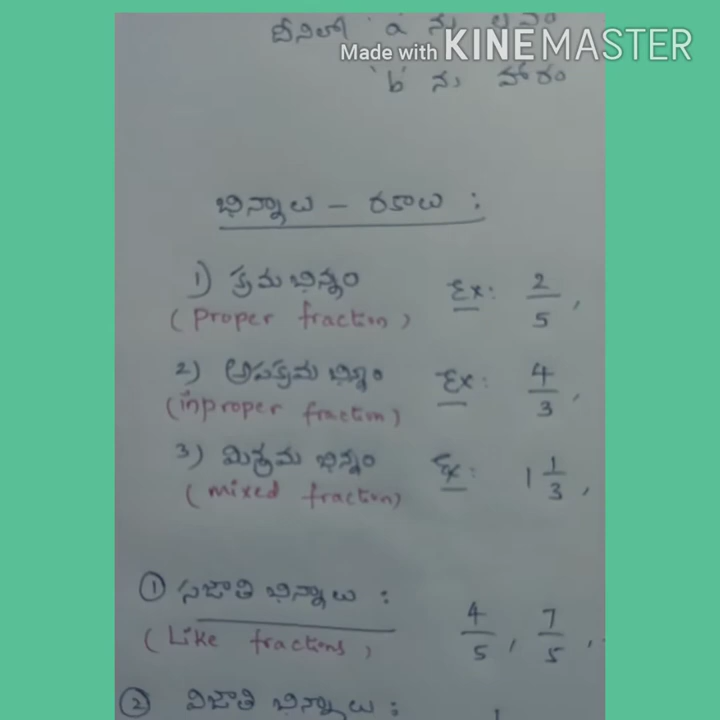 దీనిలో 'a' ను
Made with KINEMASTER
'b' ను హారం
భిన్నాలు - రకాలు :
1) క్రమ భిన్నం Ex: 2/5,
(proper fraction)
2) అపక్రమ భిన్నం Ex: 4/3,
(inproper fraction)
3) మిశ్రమ భిన్నం Ex: 1 1/3,
(mixed fraction)
① సజాతి భిన్నాలు :
(Like fractions) 4/5, 7/5,
② విజాతి భిన్నాలు :